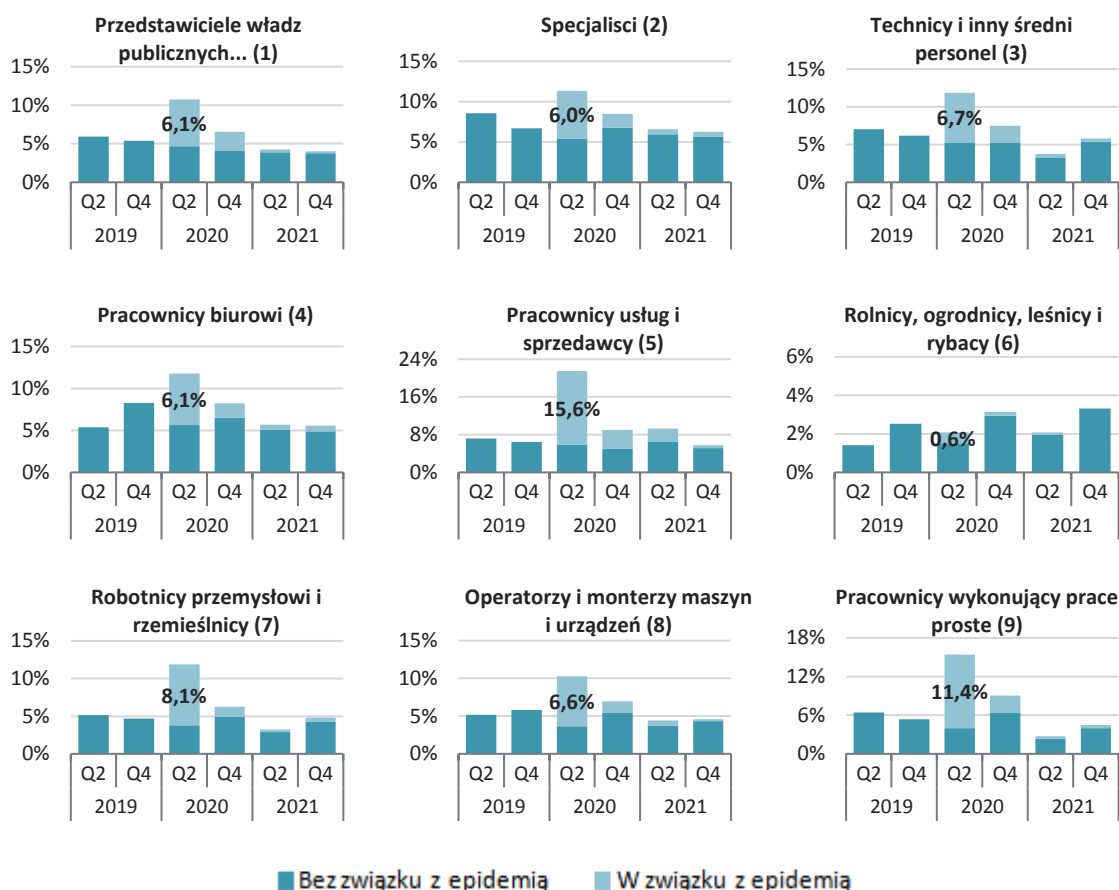 Przedstawiciele władz
publicznych... (1)
15%
10%
5%
0%
6,1%
Q2 Q4 Q2 Q4 Q2 Q4
2019 2020 2021
Specjalisci (2)
15%
10%
5%
0%
6,0%
Q2 Q4 Q2 Q4 Q2 Q4
2019 2020 2021
Technicy i inny średni
personel (3)
15%
10%
5%
0%
6,7%
Q2 Q4 Q2 Q4 Q2 Q4
2019 2020 2021
Pracownicy biurowi (4)
15%
10%
5%
0%
6,1%
Q2 Q4 Q2 Q4 Q2 Q4
2019 2020 2021
Pracownicy usług i
sprzedawcy (5)
24%
16%
8%
0%
15,6%
Q2 Q4 Q2 Q4 Q2 Q4
2019 2020 2021
Rolnicy, ogrodnicy, leśnicy i
rybacy (6)
6%
4%
2%
0%
0,6%
Q2 Q4 Q2 Q4 Q2 Q4
2019 2020 2021
Robotnicy przemysłowi i
rzemieślnicy (7)
15%
10%
5%
0%
8,1%
Q2 Q4 Q2 Q4 Q2 Q4
2019 2020 2021
Operatorzy i monterzy maszyn
i urządzeń (8)
15%
10%
5%
0%
6,6%
Q2 Q4 Q2 Q4 Q2 Q4
2019 2020 2021
Pracownicy wykonujący prace
proste (9)
18%
12%
6%
0%
11,4%
Q2 Q4 Q2 Q4 Q2 Q4
2019 2020 2021
Bez związku z epidemią W związku z epidemią